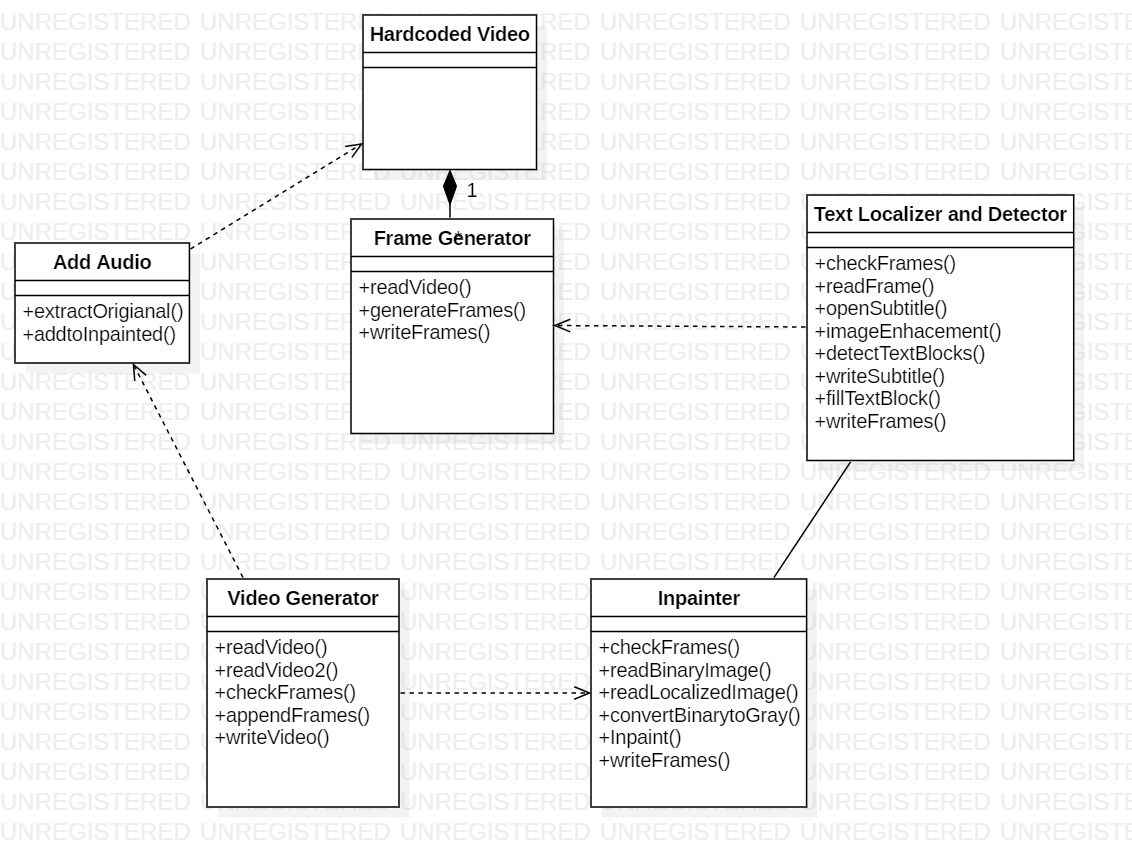 Hardcoded Video
1
*
Frame Generator
+readVideo()
+generateFrames()
+writeFrames()
Text Localizer and Detector
+checkFrames()
+readFrame()
+openSubtitle()
+imageEnhacement()
+detectTextBlocks()
+writeSubtitle()
+fillTextBlock()
+writeFrames()
Add Audio
+extractOrigianal()
+addtoInpainted()
Video Generator
+readVideo()
+readVideo2()
+checkFrames()
+appendFrames()
+writeVideo()
Inpainter
+checkFrames()
+readBinaryImage()
+readLocalizedImage()
+convertBinarytoGray()
+Inpaint()
+writeFrames()
UNREGISTERED